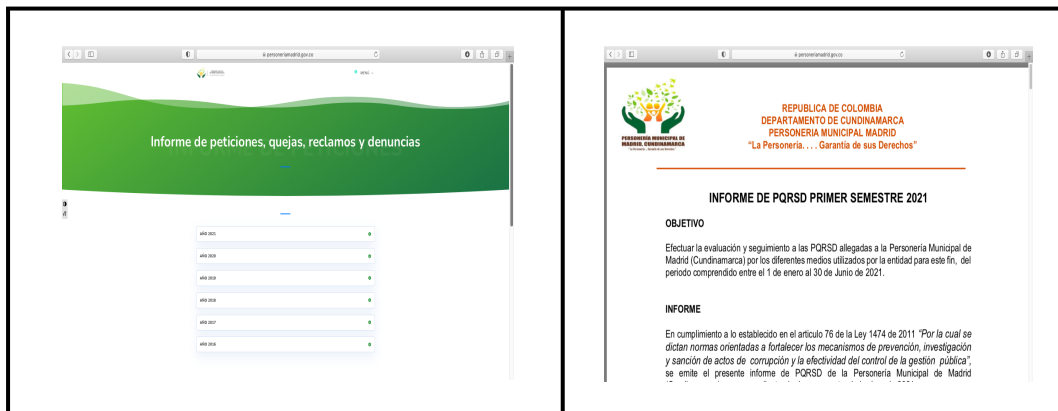 personeriamadrid.gov.co
MENÚ
Informe de peticiones, quejas, reclamos y denuncias
AÑO 2021
AÑO 2020
AÑO 2019
AÑO 2018
AÑO 2017
AÑO 2016
personeriamadrid.gov.co
PERSONERÍA MUNICIPAL DE
MADRID, CUNDINAMARCA
REPUBLICA DE COLOMBIA
DEPARTAMENTO DE CUNDINAMARCA
PERSONERIA MUNICIPAL MADRID
“La Personería. . . . Garantía de sus Derechos”
INFORME DE PQRSD PRIMER SEMESTRE 2021
OBJETIVO
Efectuar la evaluación y seguimiento a las PQRSD allegadas a la Personería Municipal de
Madrid (Cundinamarca) por los diferentes medios utilizados por la entidad para este fin, del
periodo comprendido entre el 1 de enero al 30 de Junio de 2021.
INFORME
En cumplimiento a lo establecido en el articulo 76 de la Ley 1474 de 2011 “Por la cual se
dictan normas orientadas a fortalecer los mecanismos de prevención, investigación
y sanción de actos de corrupción y la efectividad del control de la gestión pública”,
se emite el presente informe de PQRSD de la Personería Municipal de Madrid